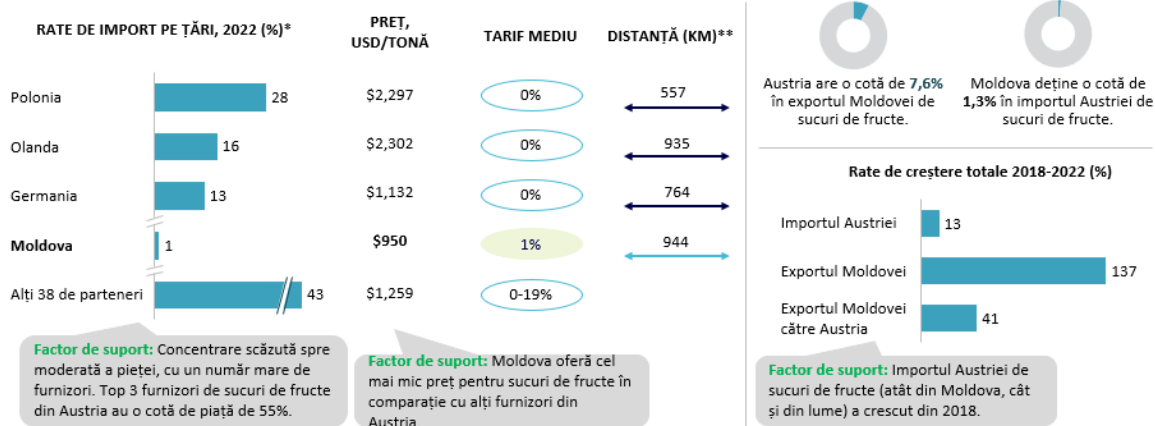 RATE DE IMPORT PE ȚĂRI, 2022 (%)*
PREȚ,
USD/TONĂ
TARIF MEDIU
DISTANȚĂ (KM)**
Polonia 28 $2,297 0% 557
Olanda 16 $2,302 0% 935
Germania 13 $1,132 0% 764
Moldova 1 $950 1% 944
Alți 38 de parteneri 43 $1,259 0-19%
Factor de suport: Concentrare scăzută spre
moderată a pieței, cu un număr mare de
furnizori. Top 3 furnizori de sucuri de fructe
din Austria au o cotă de piață de 55%.
Factor de suport: Moldova oferă cel
mai mic preț pentru sucuri de fructe în
comparație cu alți furnizori din
Austria
Austria are o cotă de 7,6%
în exportul Moldovei de
sucuri de fructe.
Moldova deține o cotă de
1,3% în importul Austriei de
sucuri de fructe.
Rate de creștere totale 2018-2022 (%)
Importul Austriei 13
Exportul Moldovei 137
Exportul Moldovei
către Austria 41
Factor de suport: Importul Austriei de
sucuri de fructe (atât din Moldova, cât
și din lume) a crescut din 2018.